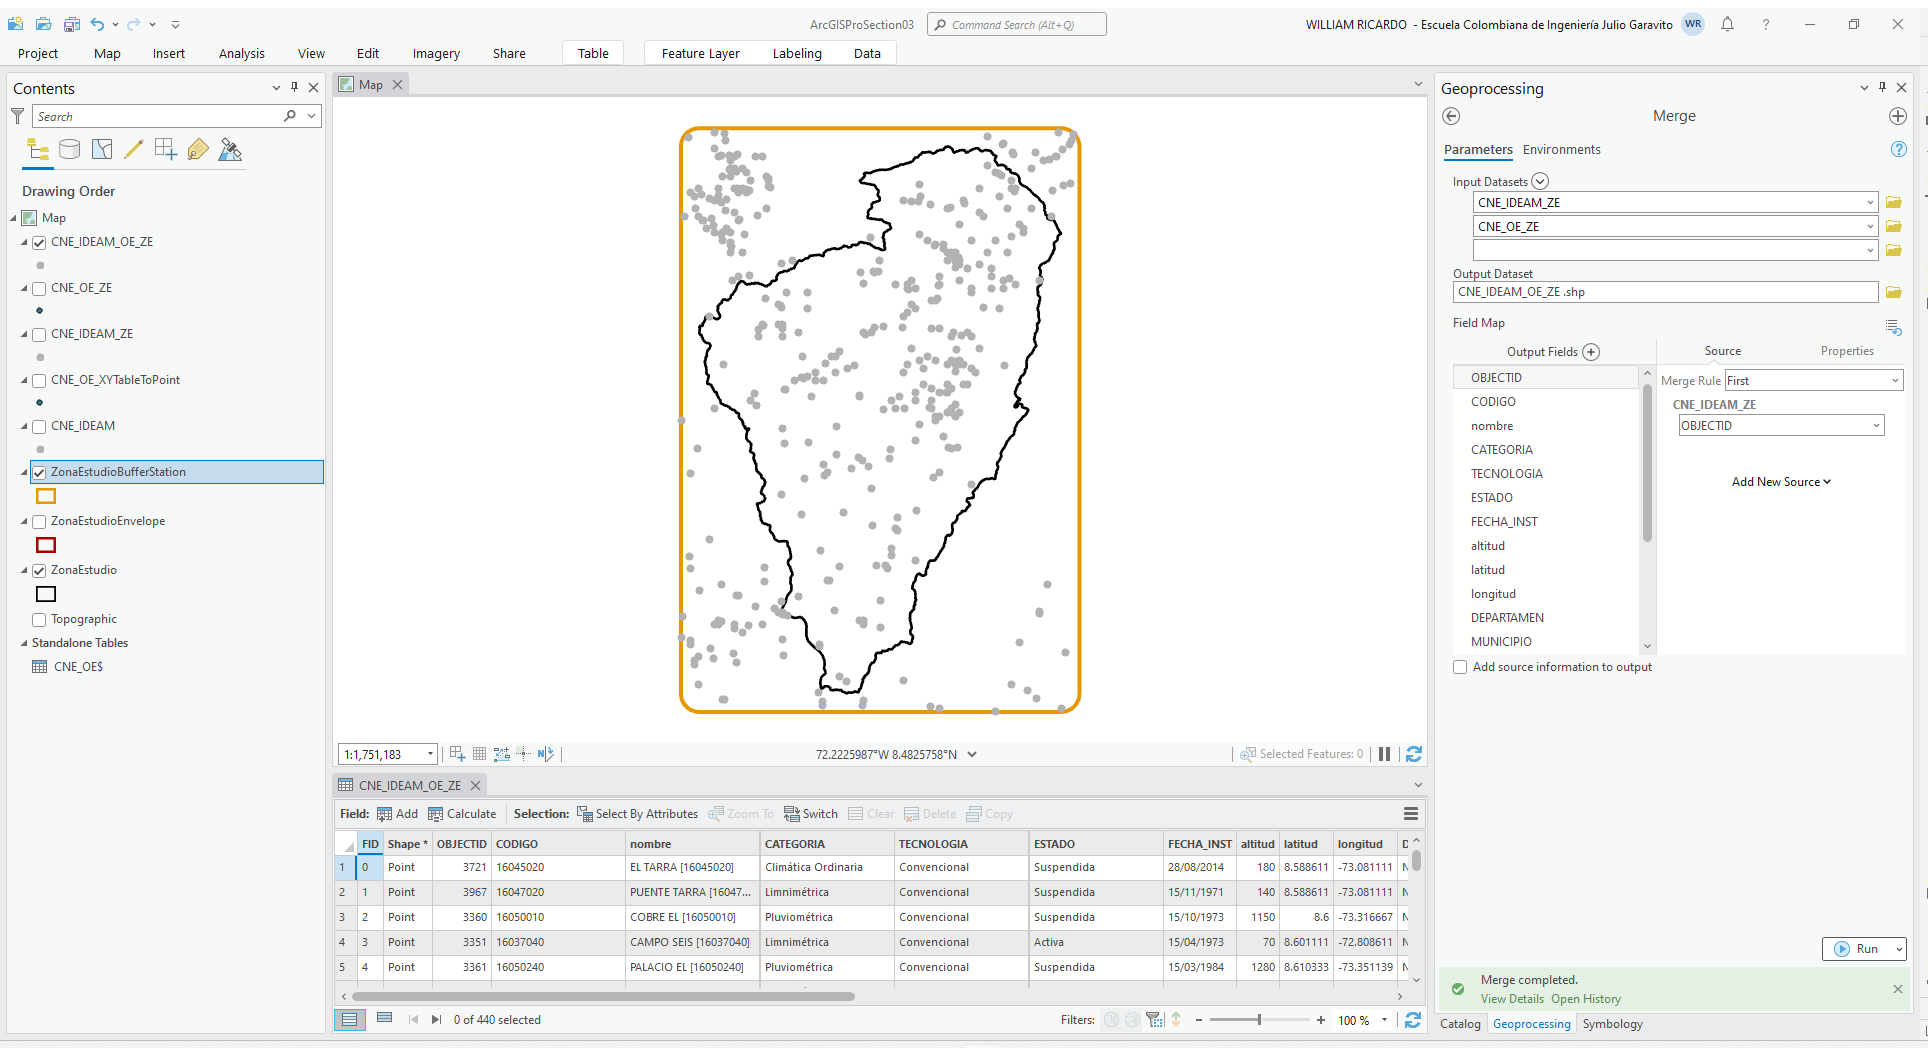 ArcGISProSection03
Command Search (Alt+Q)
WILLIAM RICARDO - Escuela Colombiana de Ingeniería Julio Garavito
WR
?
Project Map Insert Analysis View Edit Imagery Share Table Feature Layer Labeling Data
Contents
Search
Drawing Order
Map
CNE_IDEAM_OE_ZE
CNE_OE_ZE
CNE_IDEAM_ZE
CNE_OE_XYTableToPoint
CNE_IDEAM
ZonaEstudioBufferStation
ZonaEstudioEnvelope
ZonaEstudio
Topographic
Standalone Tables
CNE_OE$
Map
1:1,751,183
72.2225987°W 8.4825758°N
Selected Features: 0
CNE_IDEAM_OE_ZE
Field: Add Calculate Selection: Select By Attributes Zoom To Switch Clear Delete Copy
FID Shape * OBJECTID CODIGO nombre CATEGORIA TECNOLOGIA ESTADO FECHA_INST altitud latitud longitud D
1 0 Point 3721 16045020 EL TARRA [16045020] Climática Ordinaria Convencional Suspendida 28/08/2014 180 8.588611 -73.081111 N
2 1 Point 3967 16047020 PUENTE TARRA [16047... Limnimétrica Convencional Suspendida 15/11/1971 140 8.588611 -73.081111 N
3 2 Point 3360 16050010 COBRE EL [16050010] Pluviométrica Convencional Suspendida 15/10/1973 1150 8.6 -73.316667 N
4 3 Point 3351 16037040 CAMPO SEIS [16037040] Limnimétrica Convencional Activa 15/04/1973 70 8.601111 -72.808611 N
5 4 Point 3361 16050240 PALACIO EL [16050240] Pluviométrica Convencional Suspendida 15/03/1984 1280 8.610333 -73.351139 N
0 of 440 selected
Filters:
100 %
Geoprocessing
Merge
Parameters Environments
Input Datasets
CNE_IDEAM_ZE
CNE_OE_ZE
Output Dataset
CNE_IDEAM_OE_ZE .shp
Field Map
Output Fields
Source Properties
OBJECTID
CODIGO
nombre
CATEGORIA
TECNOLOGIA
ESTADO
FECHA_INST
altitud
latitud
longitud
DEPARTAMEN
MUNICIPIO
Merge Rule First
CNE_IDEAM_ZE
OBJECTID
Add New Source
Add source information to output
Run
Merge completed.
View Details Open History
Catalog Geoprocessing Symbology